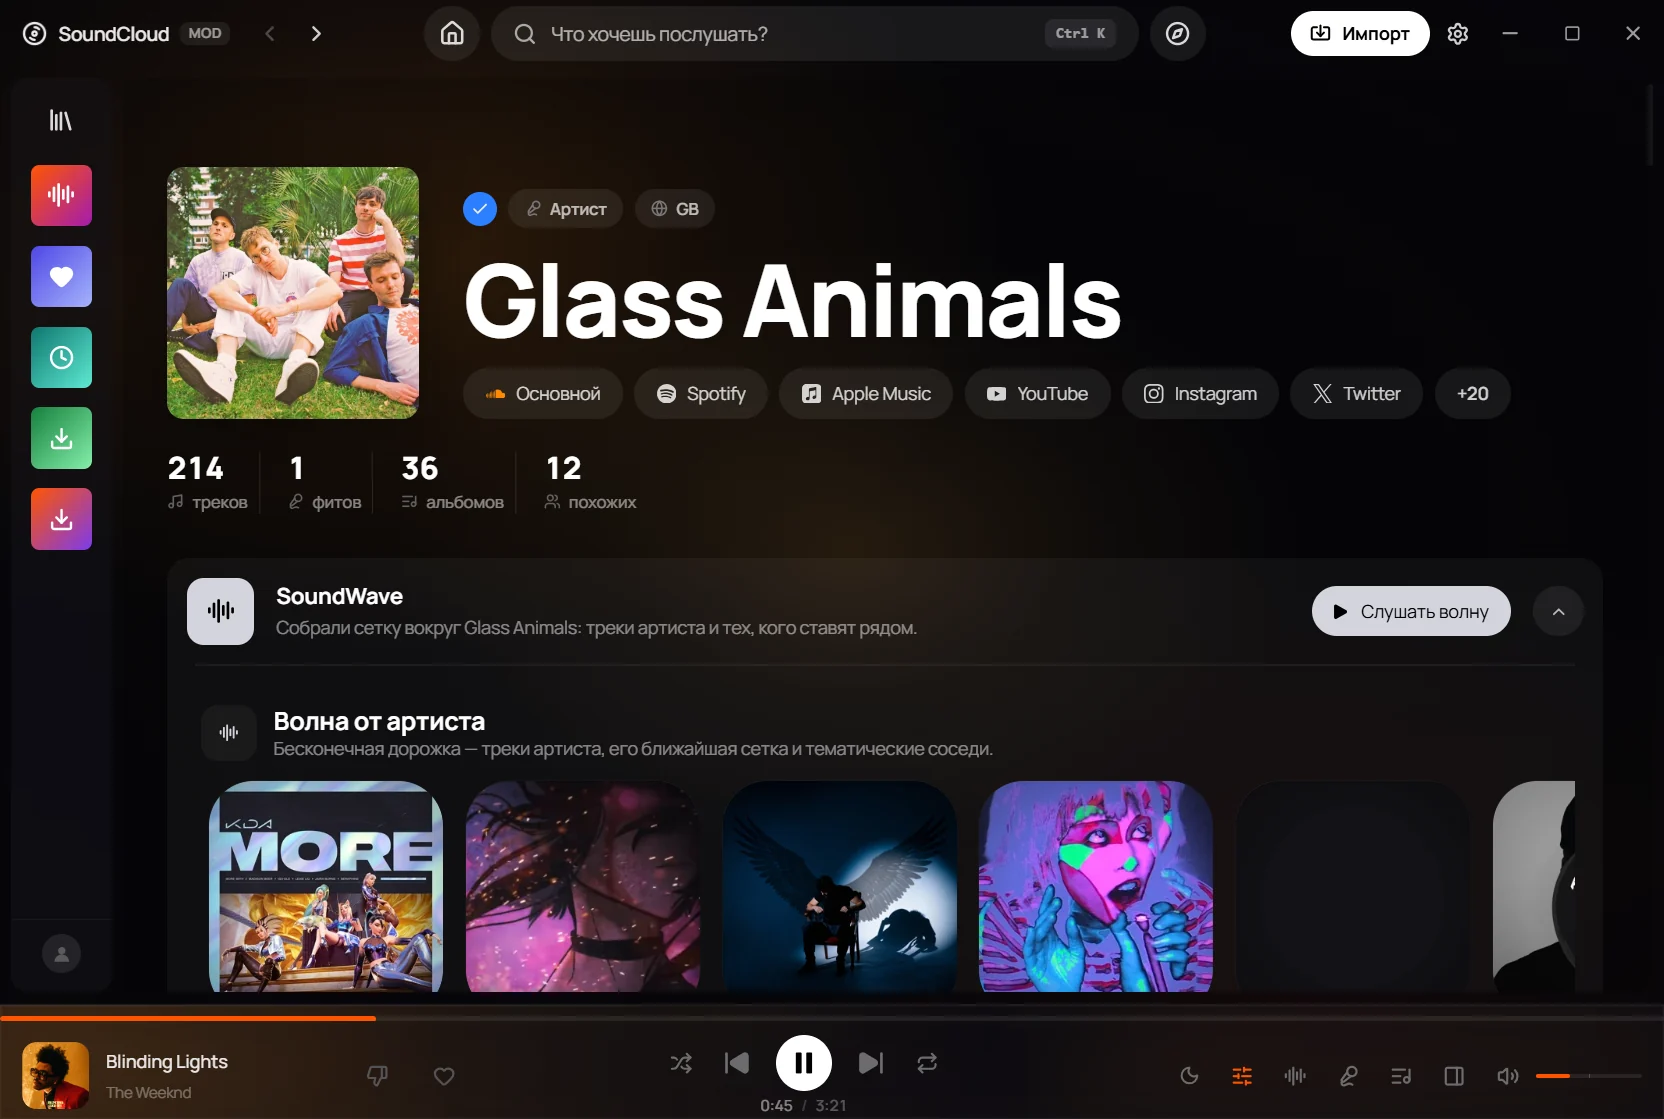 SoundCloud MOD
Что хочешь послушать?
Ctrl K
Импорт
Артист
GB
Glass Animals
Основной
Spotify
Apple Music
YouTube
Instagram
Twitter
+20
214
треков
1
фитов
36
альбомов
12
похожих
SoundWave
Собрали сетку вокруг Glass Animals: треки артиста и тех, кого ставят рядом.
Слушать волну
Волна от артиста
Бесконечная дорожка — треки артиста, его ближайшая сетка и тематические соседи.
K/DA
MORE
Blinding Lights
The Weeknd
0:45 / 3:21